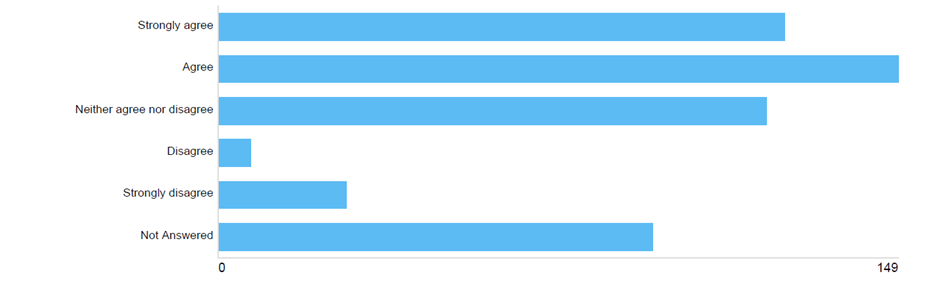 Strongly agree
Agree
Neither agree nor disagree
Disagree
Strongly disagree
Not Answered
0 149